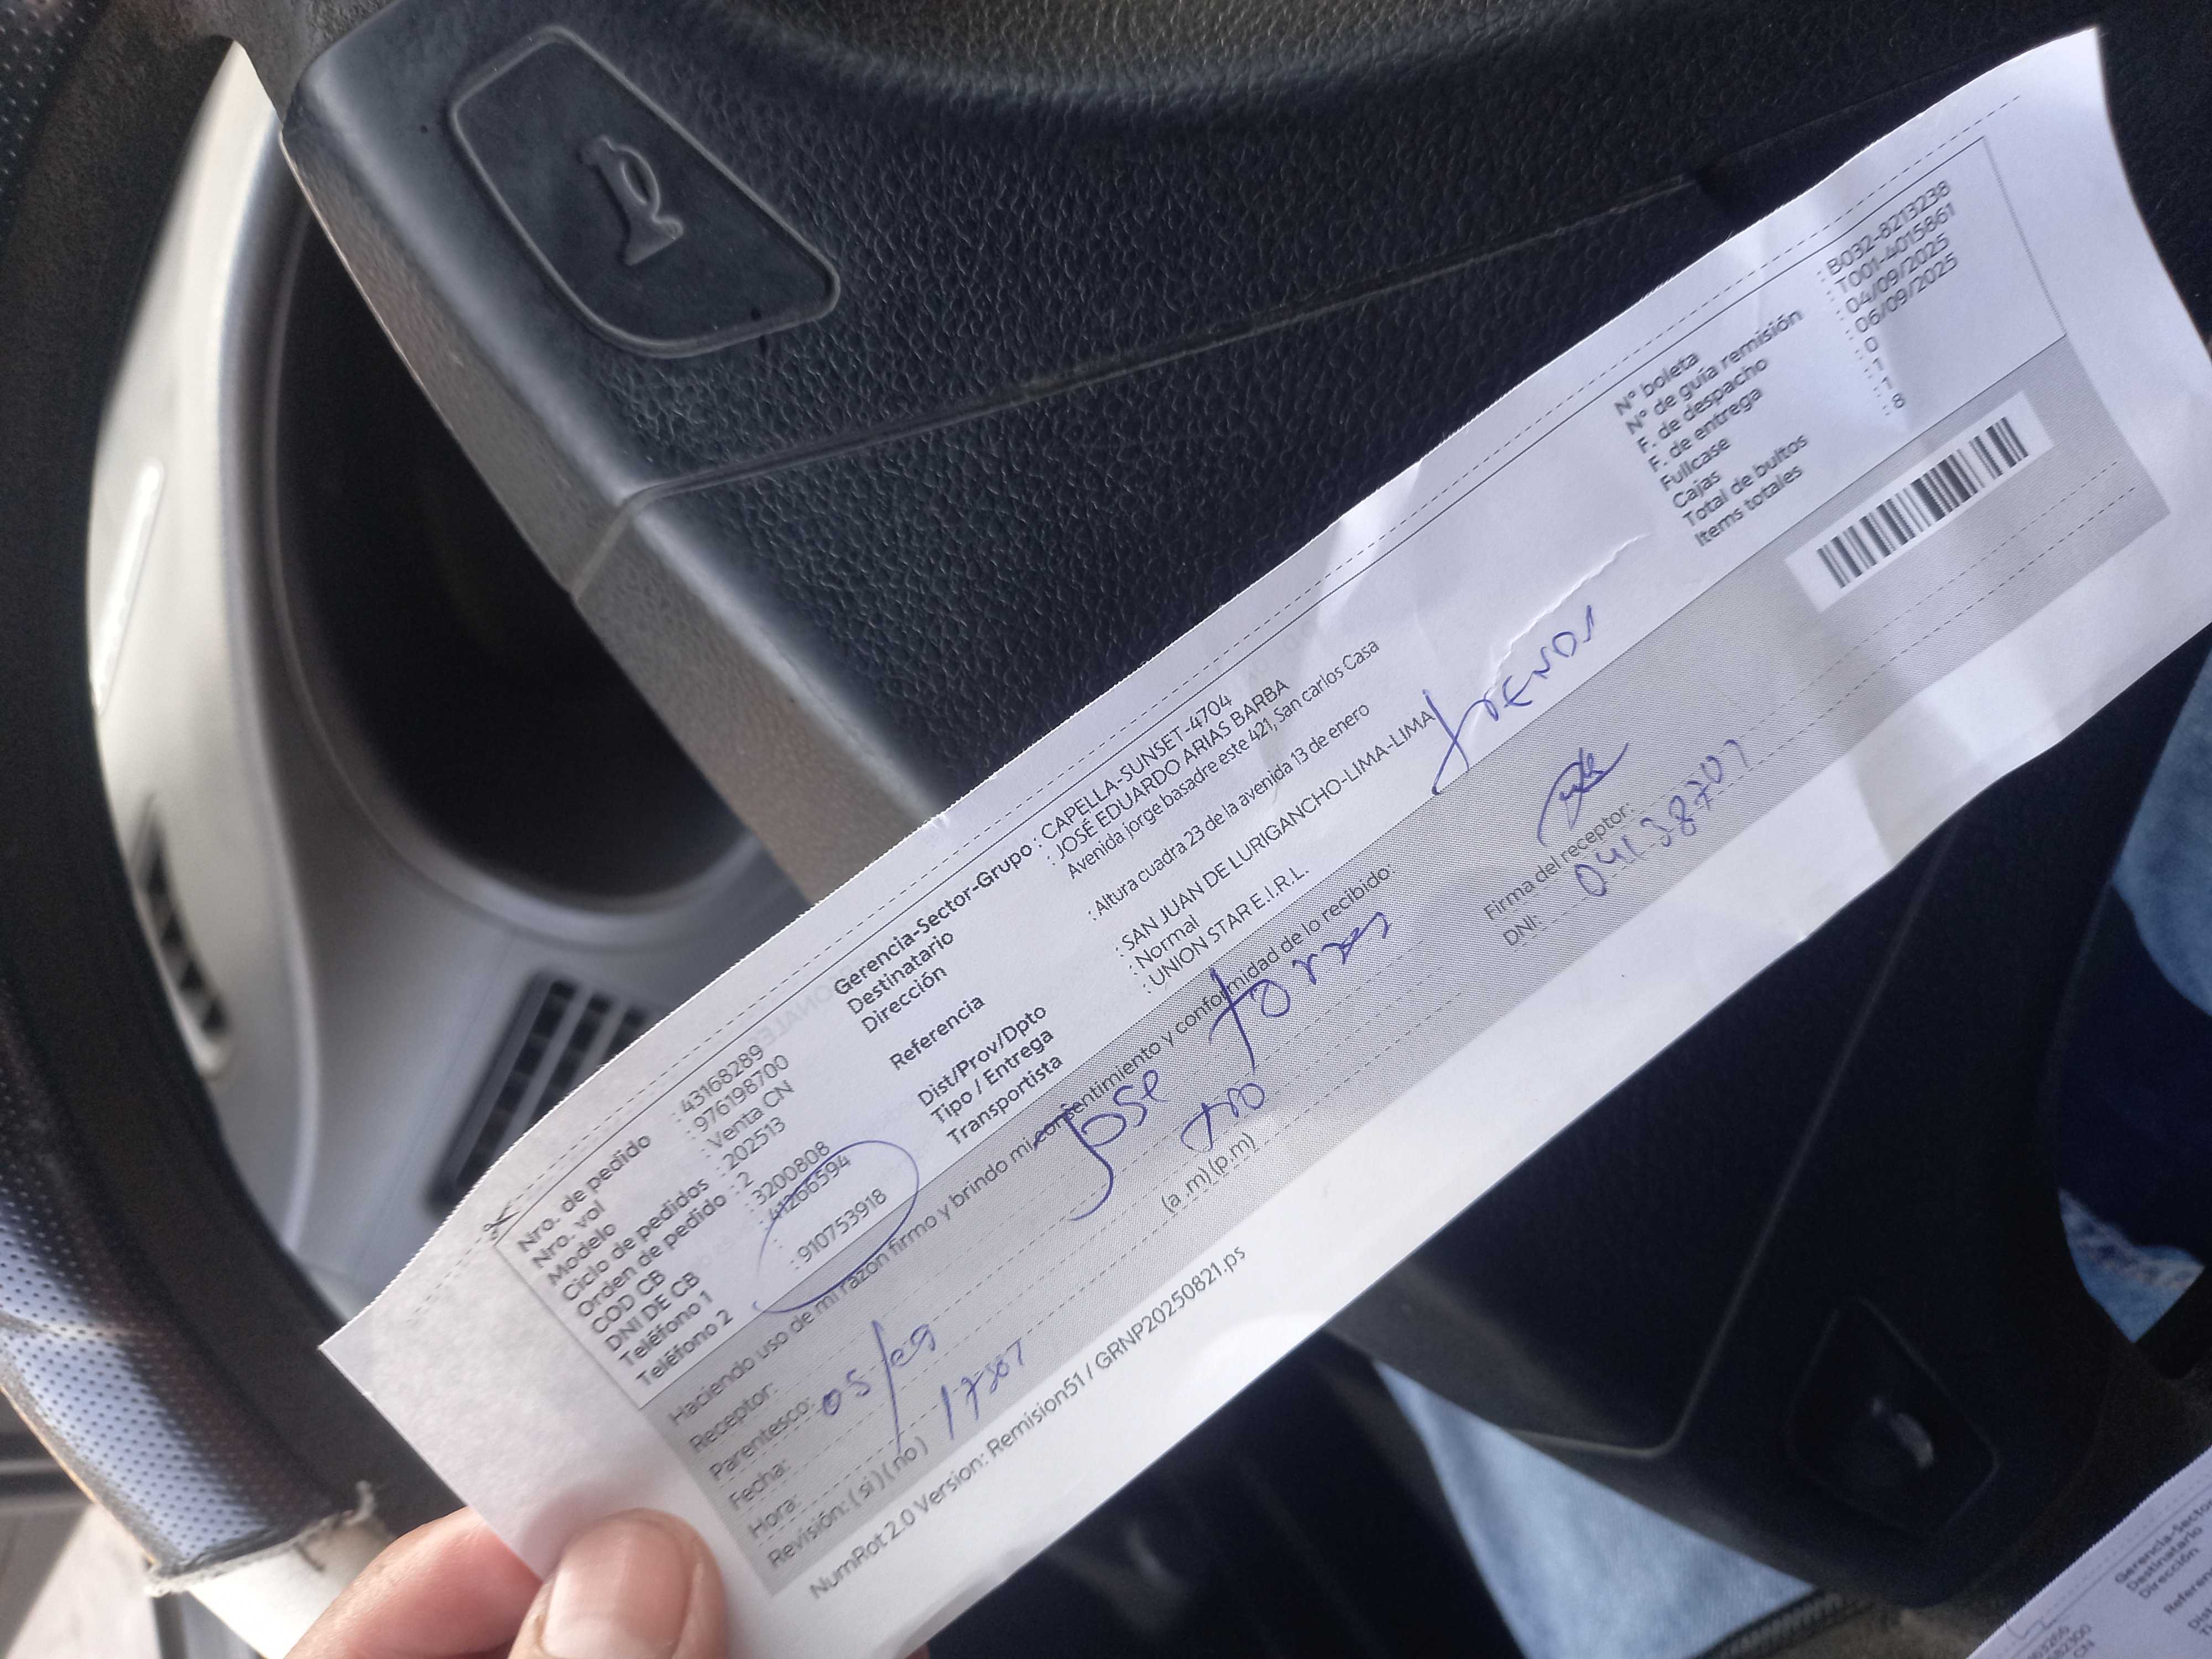 Nro. de pedido : 43168289
Nro. vol : 976198700
Modelo : Venta CN
Ciclo de pedidos : 202513
Orden de pedido : 2
COD CB : 3200808
DNI DE CB : 41266594
Teléfono 1 :
Teléfono 2 : 910753918
Gerencia-Sector-Grupo : CAPELLA-SUNSET-4704
Destinatario : JOSÉ EDUARDO ARIAS BARBA
Dirección Avenida jorge basadre este 421, San carlos Casa
Referencia : Altura cuadra 23 de la avenida 13 de enero
Dist/Prov/Dpto : SAN JUAN DE LURIGANCHO-LIMA-LIMA
Tipo / Entrega : Normal
Transportista : UNION STAR E.I.R.L.
N° boleta : B032-8213238
N° de guía remisión : T001-4015861
F. de despacho : 04/09/2025
F. de entrega : 06/09/2025
Fullcase : 0
Cajas : 1
Total de bultos : 1
Items totales : 8
Haciendo uso de mi razón firmo y brindo mi consentimiento y conformidad de lo recibido:
Receptor: Jose
Parentesco:
Fecha: 05/09
Hora: (a .m) (p.m)
Revisión: ( si ) ( no )
Firma del receptor:
DNI:
NumRot 2.0 Version: Remision51 / GRNP20250821.ps